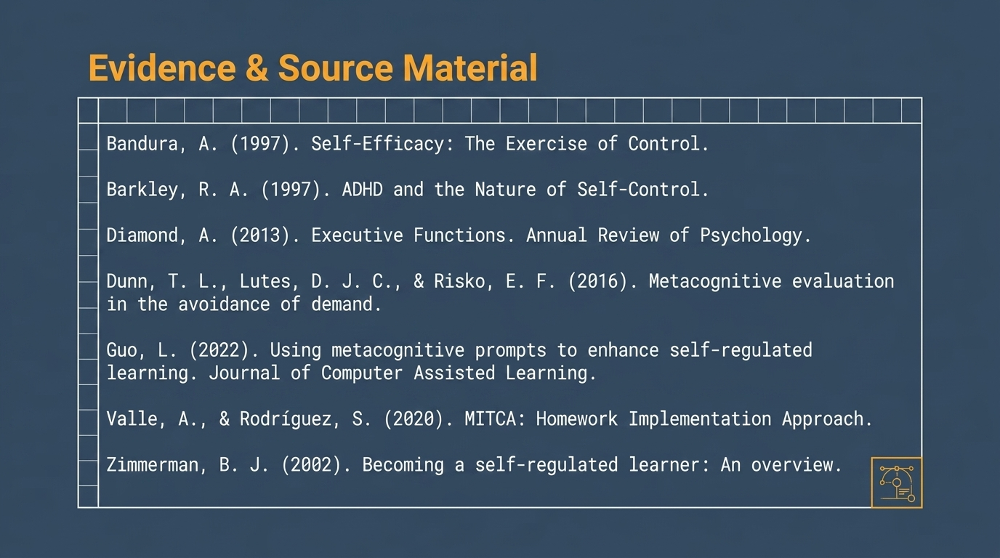 Evidence & Source Material
Bandura, A. (1997). Self-Efficacy: The Exercise of Control.
Barkley, R. A. (1997). ADHD and the Nature of Self-Control.
Diamond, A. (2013). Executive Functions. Annual Review of Psychology.
Dunn, T. L., Lutes, D. J. C., & Risko, E. F. (2016). Metacognitive evaluation
in the avoidance of demand.
Guo, L. (2022). Using metacognitive prompts to enhance self-regulated
learning. Journal of Computer Assisted Learning.
Valle, A., & Rodríguez, S. (2020). MITCA: Homework Implementation Approach.
Zimmerman, B. J. (2002). Becoming a self-regulated learner: An overview.